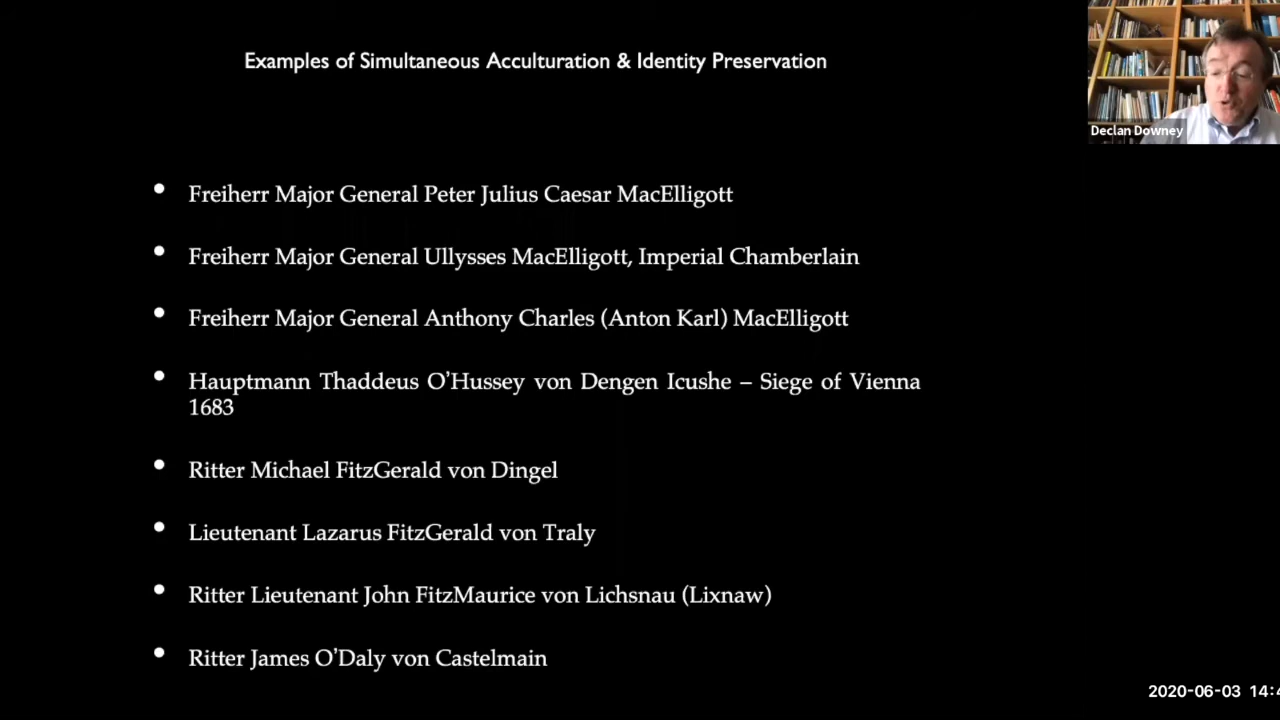 Examples of Simultaneous Acculturation & Identity Preservation
Declan Downey
• Freiherr Major General Peter Julius Caesar MacElligott
• Freiherr Major General Ullysses MacElligott, Imperial Chamberlain
• Freiherr Major General Anthony Charles (Anton Karl) MacElligott
• Hauptmann Thaddeus O'Hussey von Dengen Icushe – Siege of Vienna
1683
• Ritter Michael FitzGerald von Dingel
• Lieutenant Lazarus FitzGerald von Traly
• Ritter Lieutenant John FitzMaurice von Lichsnau (Lixnaw)
• Ritter James O'Daly von Castelmain
2020-06-03 14:4